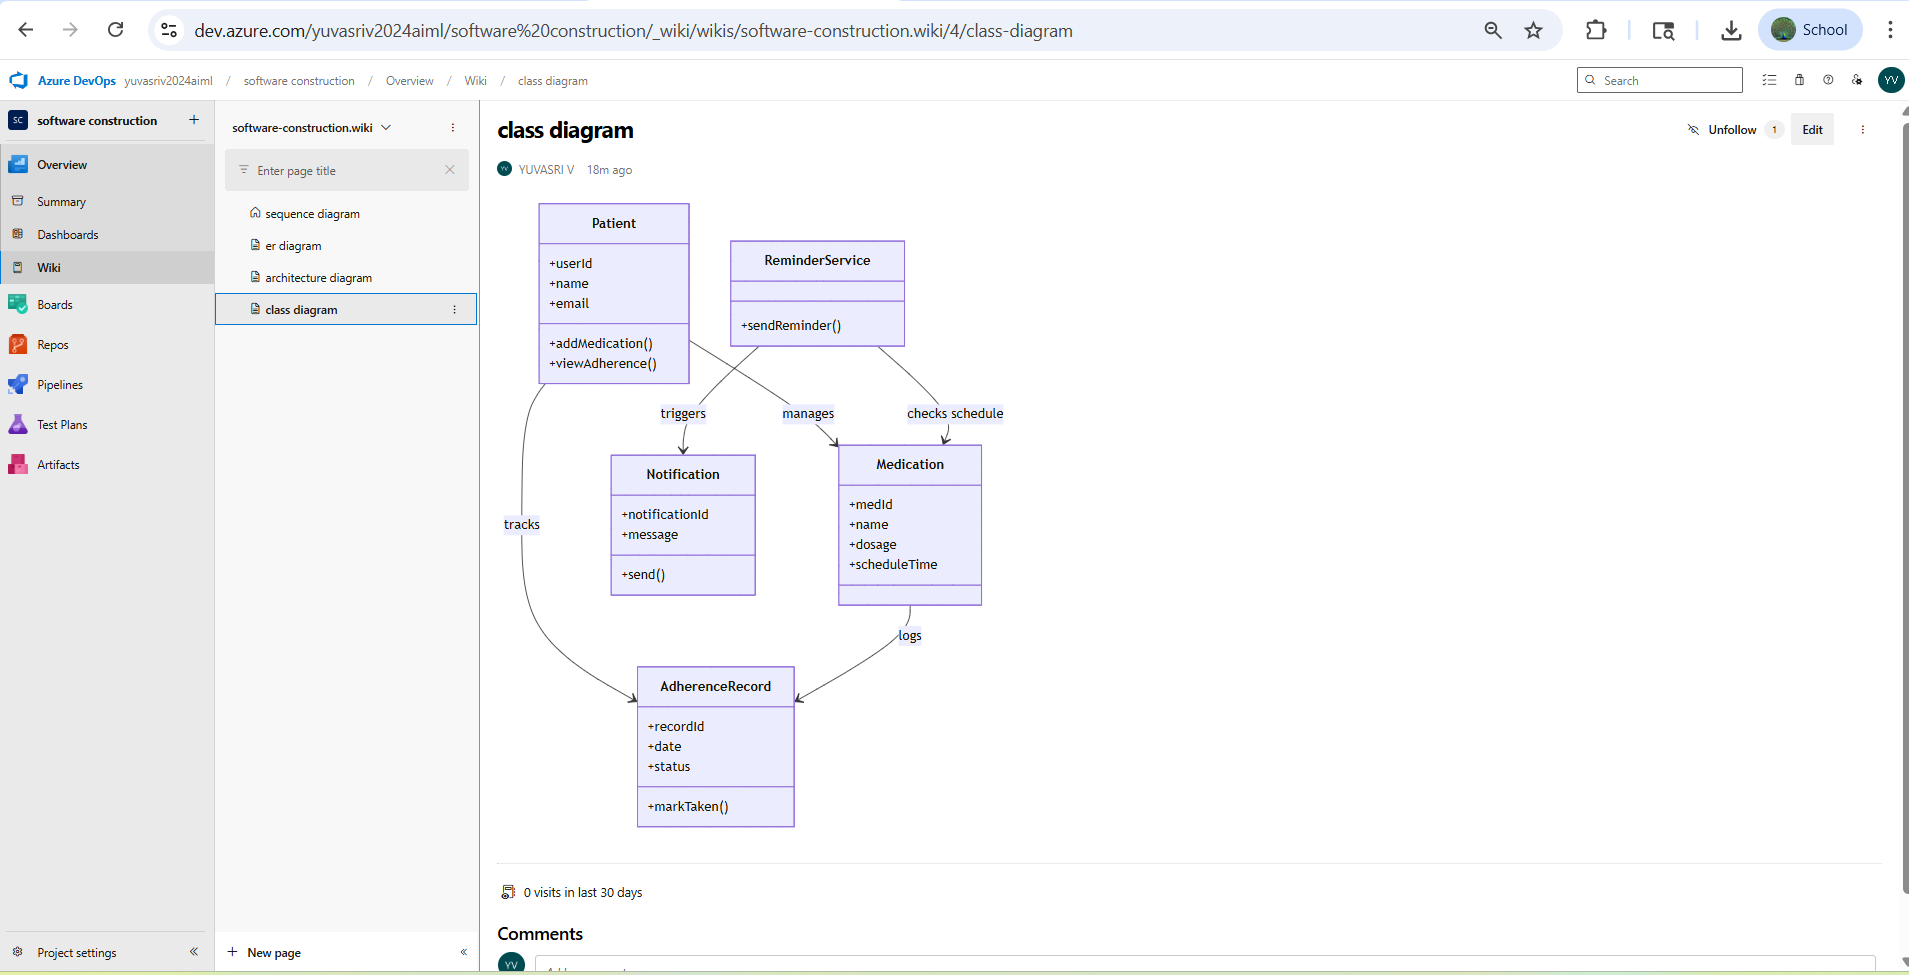 dev.azure.com/yuvasriv2024aiml/software%20construction/_wiki/wikis/software-construction.wiki/4/class-diagram
School
Azure DevOps yuvasriv2024aiml / software construction / Overview / Wiki / class diagram
Search
YV
SC software construction
Overview
Summary
Dashboards
Wiki
Boards
Repos
Pipelines
Test Plans
Artifacts
Project settings
software-construction.wiki
Enter page title
sequence diagram
er diagram
architecture diagram
class diagram
New page
class diagram
Unfollow 1 Edit
YV YUVASRI V 18m ago
Patient
+userId
+name
+email
+addMedication()
+viewAdherence()
ReminderService
+sendReminder()
triggers
manages
checks schedule
tracks
Notification
+notificationId
+message
+send()
Medication
+medId
+name
+dosage
+scheduleTime
logs
AdherenceRecord
+recordId
+date
+status
+markTaken()
0 visits in last 30 days
Comments
YV